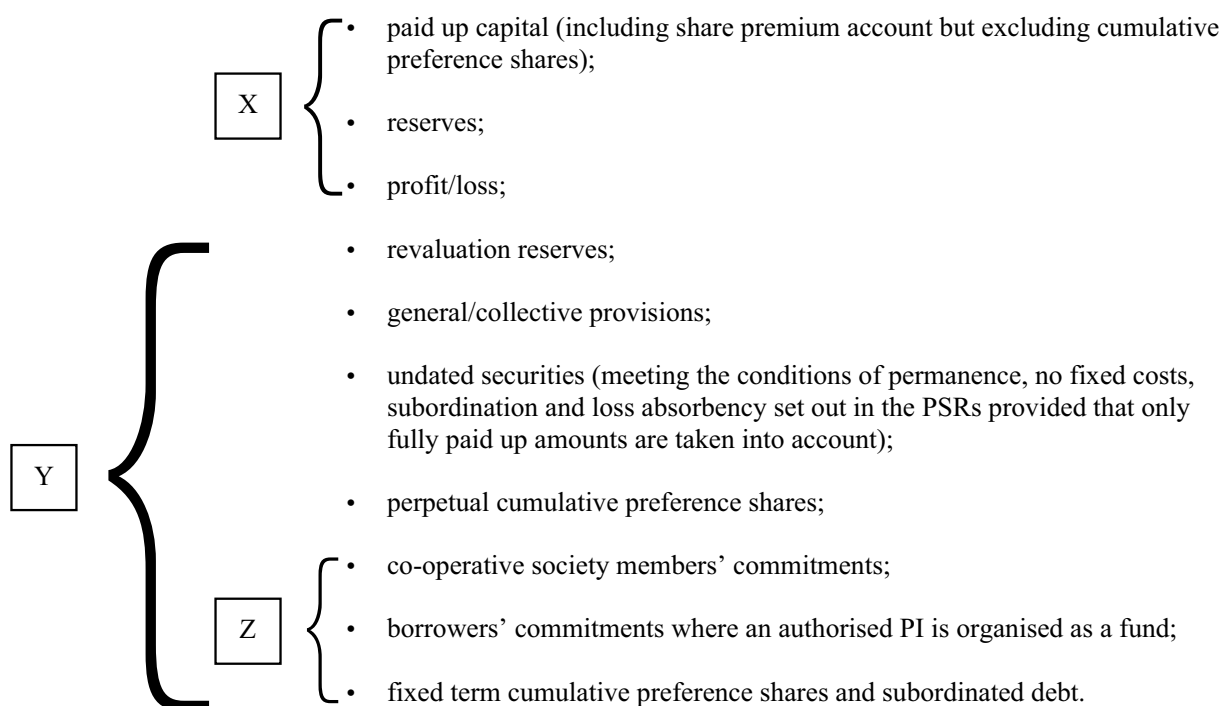 • paid up capital (including share premium account but excluding cumulative
preference shares);
X
• reserves;
• profit/loss;
• revaluation reserves;
• general/collective provisions;
• undated securities (meeting the conditions of permanence, no fixed costs,
subordination and loss absorbency set out in the PSRs provided that only
fully paid up amounts are taken into account);
Y
• perpetual cumulative preference shares;
• co-operative society members’ commitments;
Z
• borrowers’ commitments where an authorised PI is organised as a fund;
• fixed term cumulative preference shares and subordinated debt.